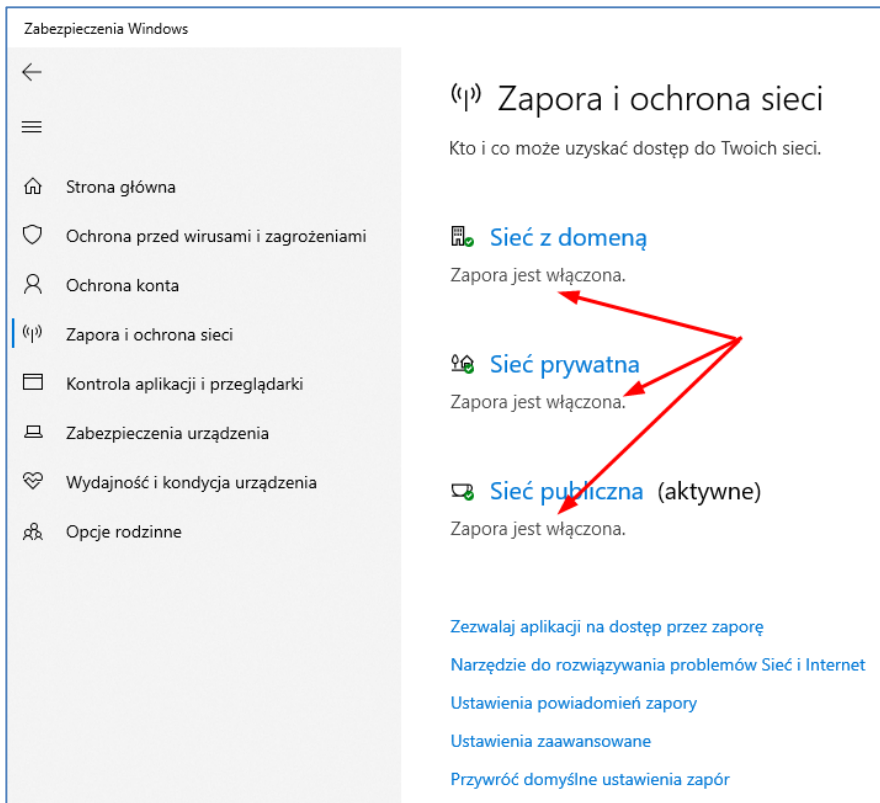 Zabezpieczenia Windows
Strona główna
Ochrona przed wirusami i zagrożeniami
Ochrona konta
Zapora i ochrona sieci
Kontrola aplikacji i przeglądarki
Zabezpieczenia urządzenia
Wydajność i kondycja urządzenia
Opcje rodzinne
Zapora i ochrona sieci
Kto i co może uzyskać dostęp do Twoich sieci.
Sieć z domeną
Zapora jest włączona.
Sieć prywatna
Zapora jest włączona.
Sieć publiczna (aktywne)
Zapora jest włączona.
Zezwalaj aplikacji na dostęp przez zaporę
Narzędzie do rozwiązywania problemów Sieć i Internet
Ustawienia powiadomień zapory
Ustawienia zaawansowane
Przywróć domyślne ustawienia zapór